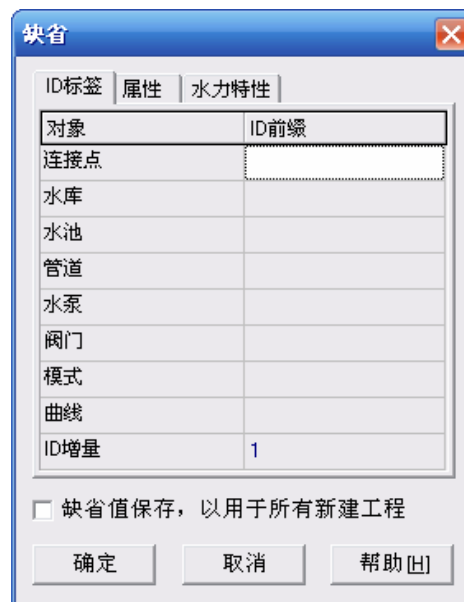 缺省
ID标签 属性 水力特性
对象 ID前缀
连接点
水库
水池
管道
水泵
阀门
模式
曲线
ID增量 1
缺省值保存，以用于所有新建工程
确定 取消 帮助[H]